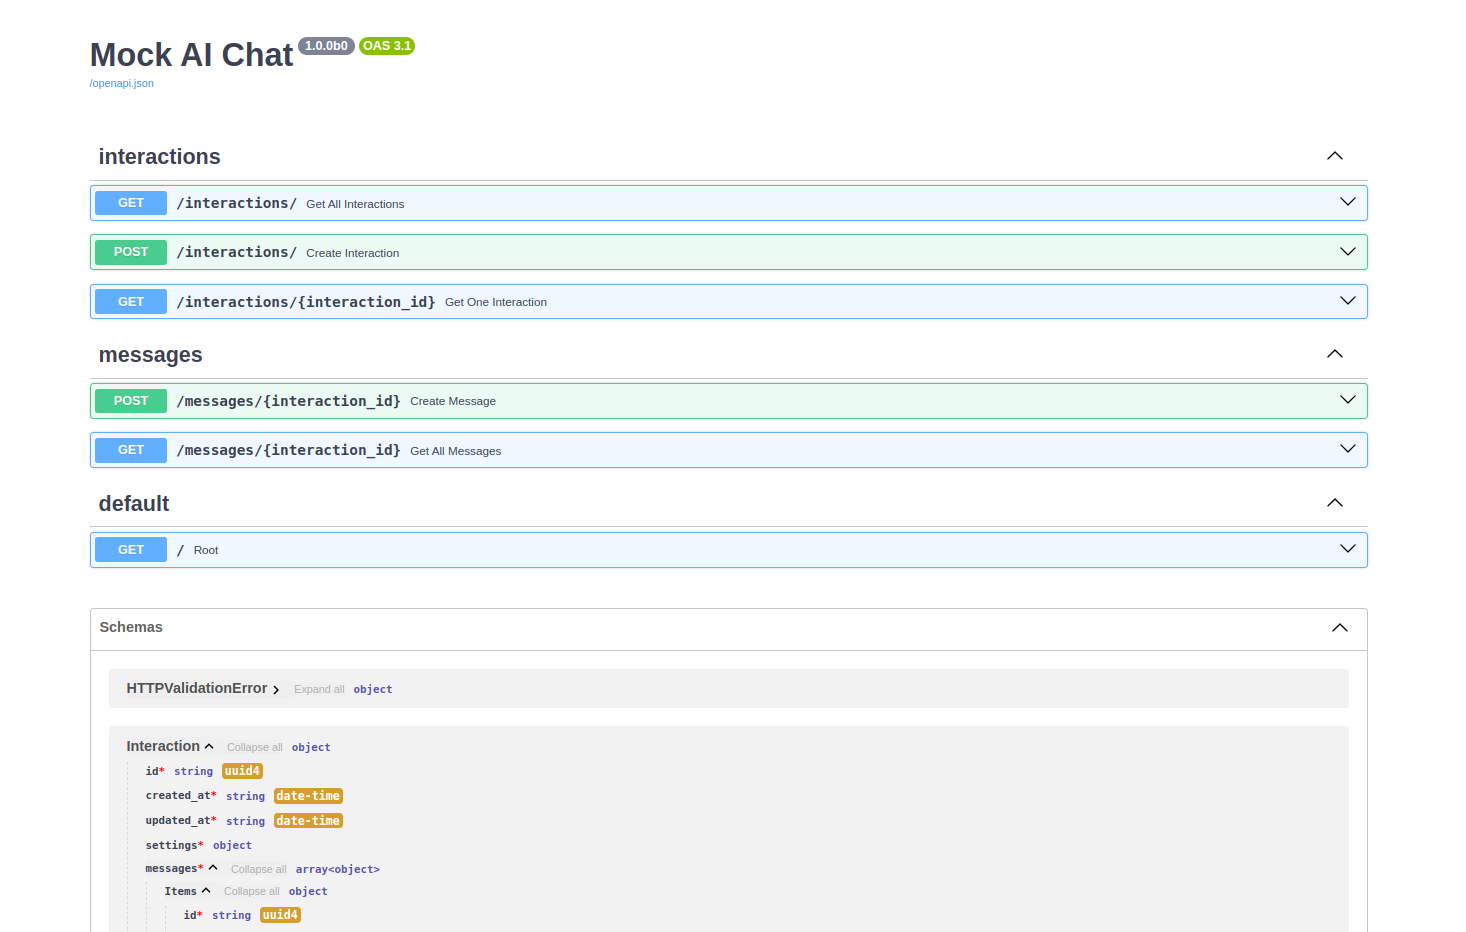 Mock AI Chat 1.0.0b0 OAS 3.1
/openapi.json
interactions
GET /interactions/ Get All Interactions
POST /interactions/ Create Interaction
GET /interactions/{interaction_id} Get One Interaction
messages
POST /messages/{interaction_id} Create Message
GET /messages/{interaction_id} Get All Messages
default
GET / Root
Schemas
HTTPValidationError Expand all object
Interaction Collapse all object
id* string uuid4
created_at* string date-time
updated_at* string date-time
settings* object
messages* Collapse all array<object>
Items Collapse all object
id* string uuid4